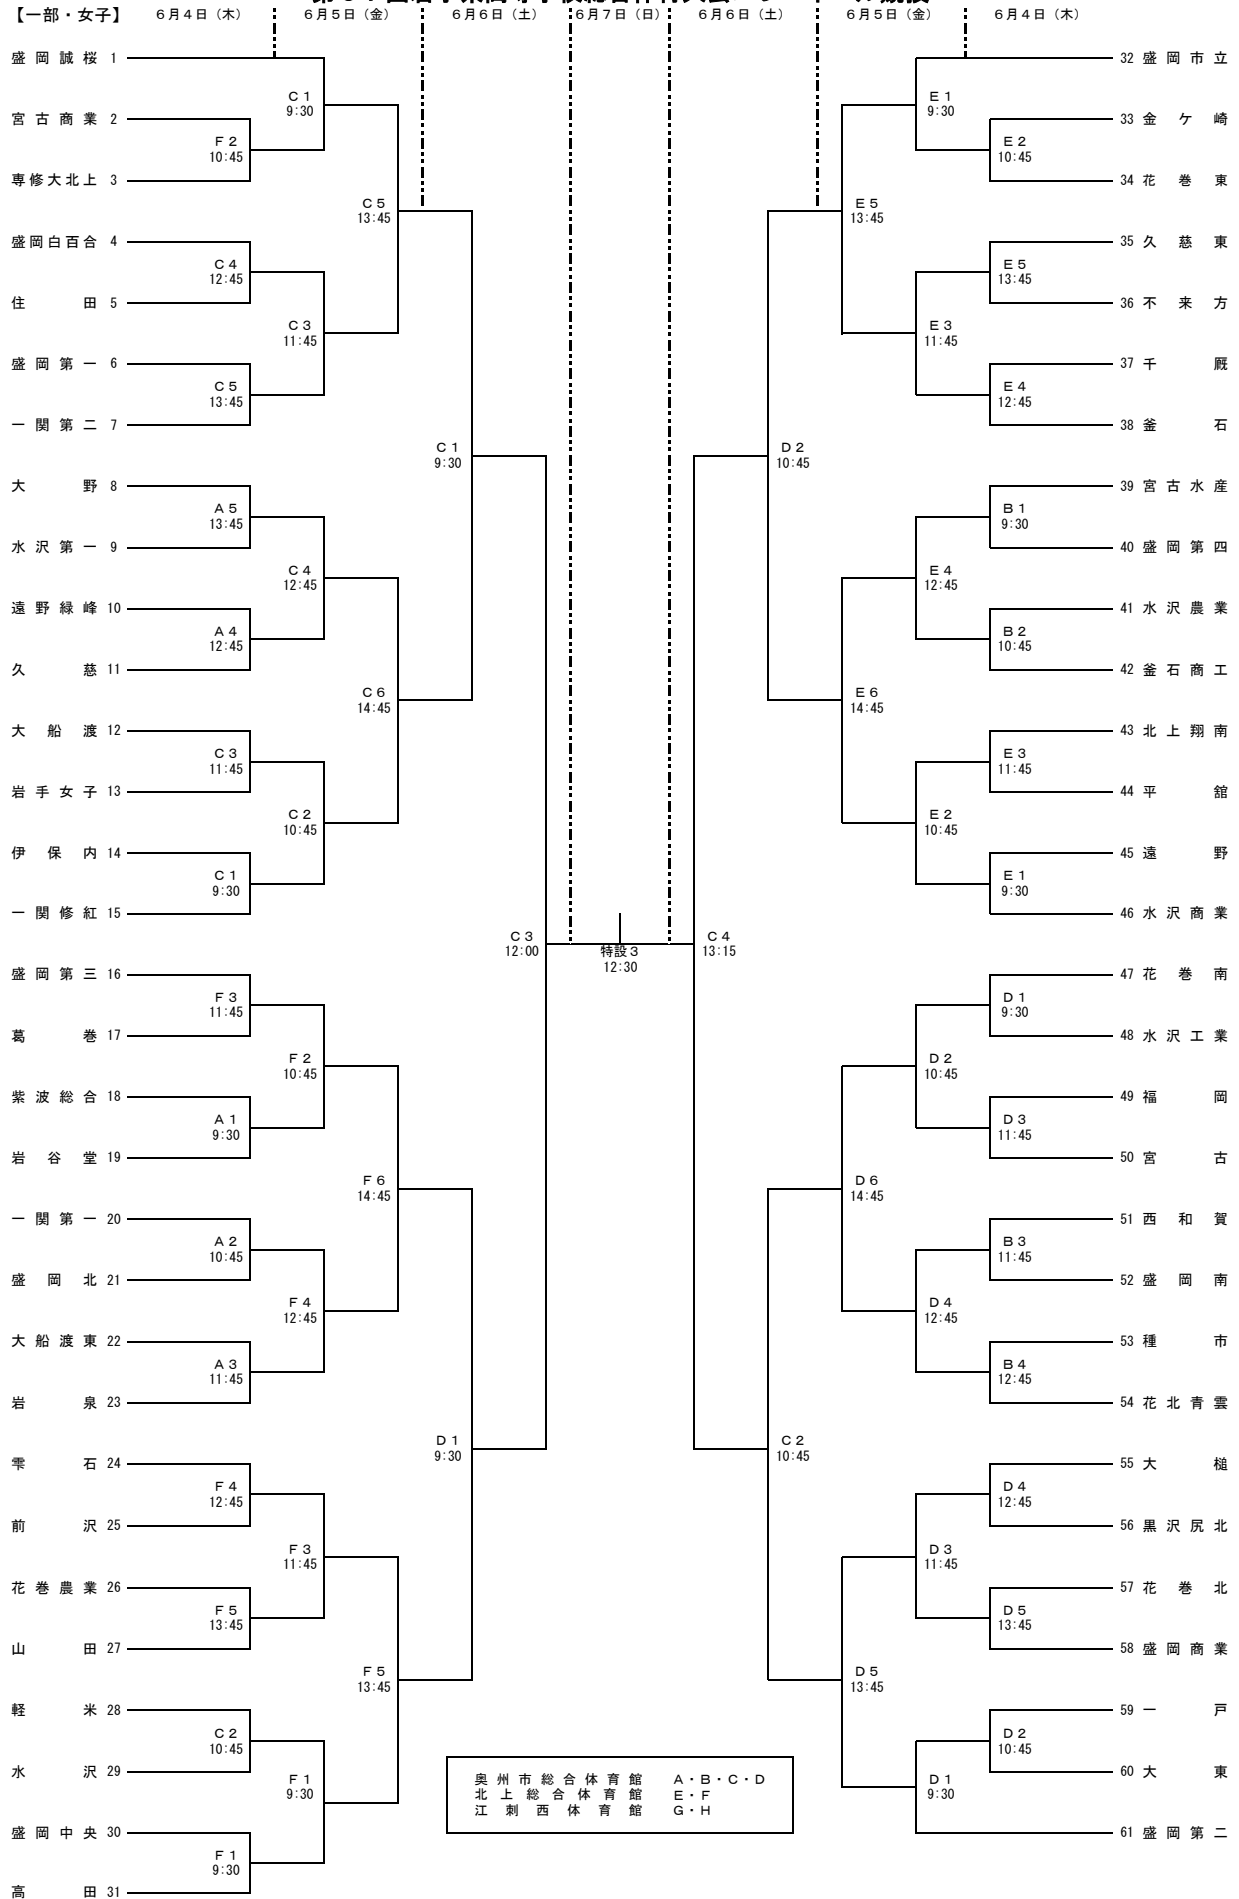 【一部・女子】 ６月４日（木） ６月５日（金） ６月６日（土） ６月７日（日） ６月６日（土） ６月５日（金） ６月４日（木）
盛岡誠桜 1
宮古商業 2
専修大北上 3
盛岡白百合 4
住田 5
盛岡第一 6
一関第二 7
大野 8
水沢第一 9
遠野緑峰 10
久慈 11
大船渡 12
岩手女子 13
伊保内 14
一関修紅 15
盛岡第三 16
葛巻 17
紫波総合 18
岩谷堂 19
一関第一 20
盛岡北 21
大船渡東 22
岩泉 23
雫石 24
前沢 25
花巻農業 26
山田 27
軽米 28
水沢 29
盛岡中央 30
高田 31
Ｆ２
10:45
Ｃ４
12:45
Ｃ５
13:45
Ａ５
13:45
Ａ４
12:45
Ｃ３
11:45
Ｃ１
9:30
Ｆ３
11:45
Ａ１
9:30
Ａ２
10:45
Ａ３
11:45
Ｆ４
12:45
Ｆ５
13:45
Ｃ２
10:45
Ｆ１
9:30
Ｃ１
9:30
Ｃ３
11:45
Ｃ４
12:45
Ｃ２
10:45
Ｆ２
10:45
Ｆ４
12:45
Ｆ３
11:45
Ｆ１
9:30
Ｃ５
13:45
Ｃ６
14:45
Ｆ６
14:45
Ｆ５
13:45
Ｃ１
9:30
Ｄ１
9:30
Ｃ３
12:00
特設３
12:30
Ｃ４
13:15
Ｄ２
10:45
Ｃ２
10:45
Ｅ５
13:45
Ｅ６
14:45
Ｄ６
14:45
Ｄ５
13:45
Ｅ１
9:30
Ｅ３
11:45
Ｅ４
12:45
Ｅ２
10:45
Ｄ２
10:45
Ｄ４
12:45
Ｄ３
11:45
Ｄ１
9:30
Ｅ２
10:45
Ｅ５
13:45
Ｅ４
12:45
Ｂ１
9:30
Ｂ２
10:45
Ｅ３
11:45
Ｅ１
9:30
Ｄ１
9:30
Ｄ３
11:45
Ｂ３
11:45
Ｂ４
12:45
Ｄ４
12:45
Ｄ５
13:45
Ｄ２
10:45
32 盛岡市立
33 金ケ崎
34 花巻東
35 久慈東
36 不来方
37 千厩
38 釜石
39 宮古水産
40 盛岡第四
41 水沢農業
42 釜石商工
43 北上翔南
44 平舘
45 遠野
46 水沢商業
47 花巻南
48 水沢工業
49 福岡
50 宮古
51 西和賀
52 盛岡南
53 種市
54 花北青雲
55 大槌
56 黒沢尻北
57 花巻北
58 盛岡商業
59 一戸
60 大東
61 盛岡第二
奥州市総合体育館 Ａ・Ｂ・Ｃ・Ｄ
北上総合体育館 Ｅ・Ｆ
江刺西体育館 Ｇ・Ｈ